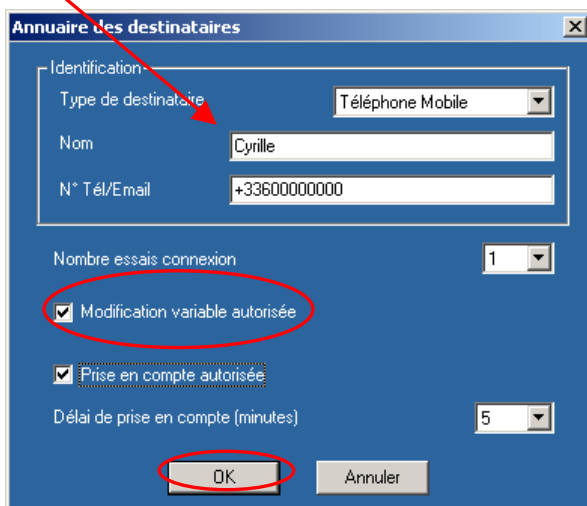 Annuaire des destinataires
Identification
Type de destinataire Téléphone Mobile
Nom Cyrille
N° Tél/Email +33600000000
Nombre essais connexion 1
Modification variable autorisée
Prise en compte autorisée
Délai de prise en compte (minutes) 5
OK Annuler